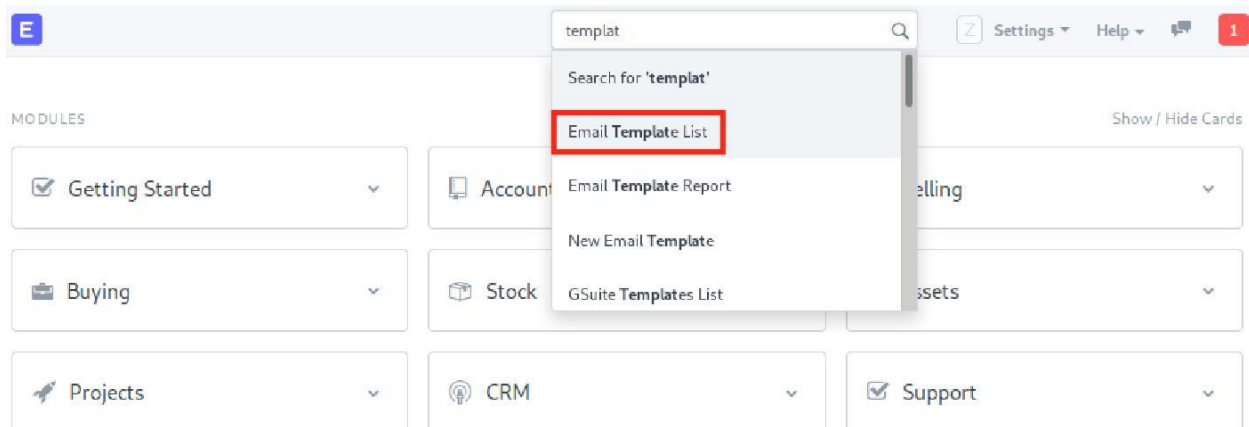 E
templat
Z
Settings
Help
1
Search for 'templat'
Email Template List
Email Template Report
New Email Template
GSuite Templates List
MODULES
Show / Hide Cards
Getting Started
Account
elling
Buying
Stock
ssets
Projects
CRM
Support